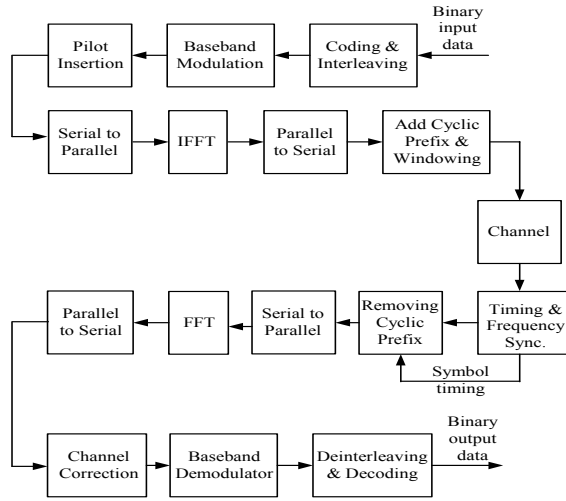 Binary
input
data
Pilot
Insertion
Baseband
Modulation
Coding &
Interleaving
Serial to
Parallel
IFFT
Parallel
to Serial
Add Cyclic
Prefix &
Windowing
Channel
Parallel
to Serial
FFT
Serial to
Parallel
Removing
Cyclic
Prefix
Timing &
Frequency
Sync.
Symbol
timing
Channel
Correction
Baseband
Demodulator
Deinterleaving
& Decoding
Binary
output
data